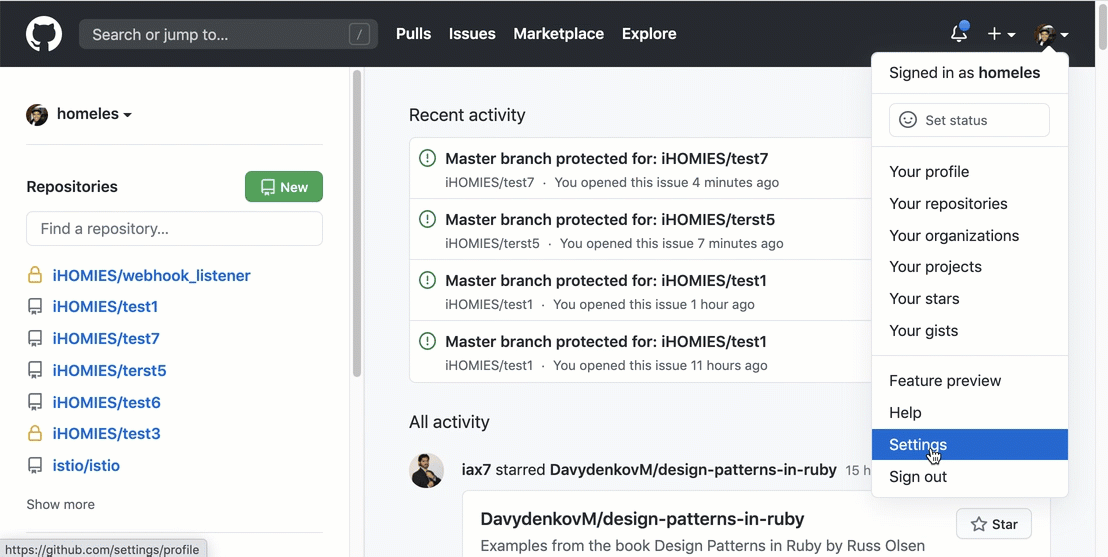 Search or jump to...
/
Pulls
Issues
Marketplace
Explore
Signed in as homeles
Set status
Your profile
Your repositories
Your organizations
Your projects
Your stars
Your gists
Feature preview
Help
Settings
Sign out
homeles
Repositories
New
Find a repository...
iHOMIES/webhook_listener
iHOMIES/test1
iHOMIES/test7
iHOMIES/terst5
iHOMIES/test6
iHOMIES/test3
istio/istio
Show more
Recent activity
Master branch protected for: iHOMIES/test7
iHOMIES/test7 · You opened this issue 4 minutes ago
Master branch protected for: iHOMIES/terst5
iHOMIES/terst5 · You opened this issue 7 minutes ago
Master branch protected for: iHOMIES/test1
iHOMIES/test1 · You opened this issue 1 hour ago
Master branch protected for: iHOMIES/test1
iHOMIES/test1 · You opened this issue 11 hours ago
All activity
iax7 starred DavydenkovM/design-patterns-in-ruby 15 h
DavydenkovM/design-patterns-in-ruby
Star
Examples from the book Design Patterns in Ruby by Russ Olsen
https://github.com/settings/profile